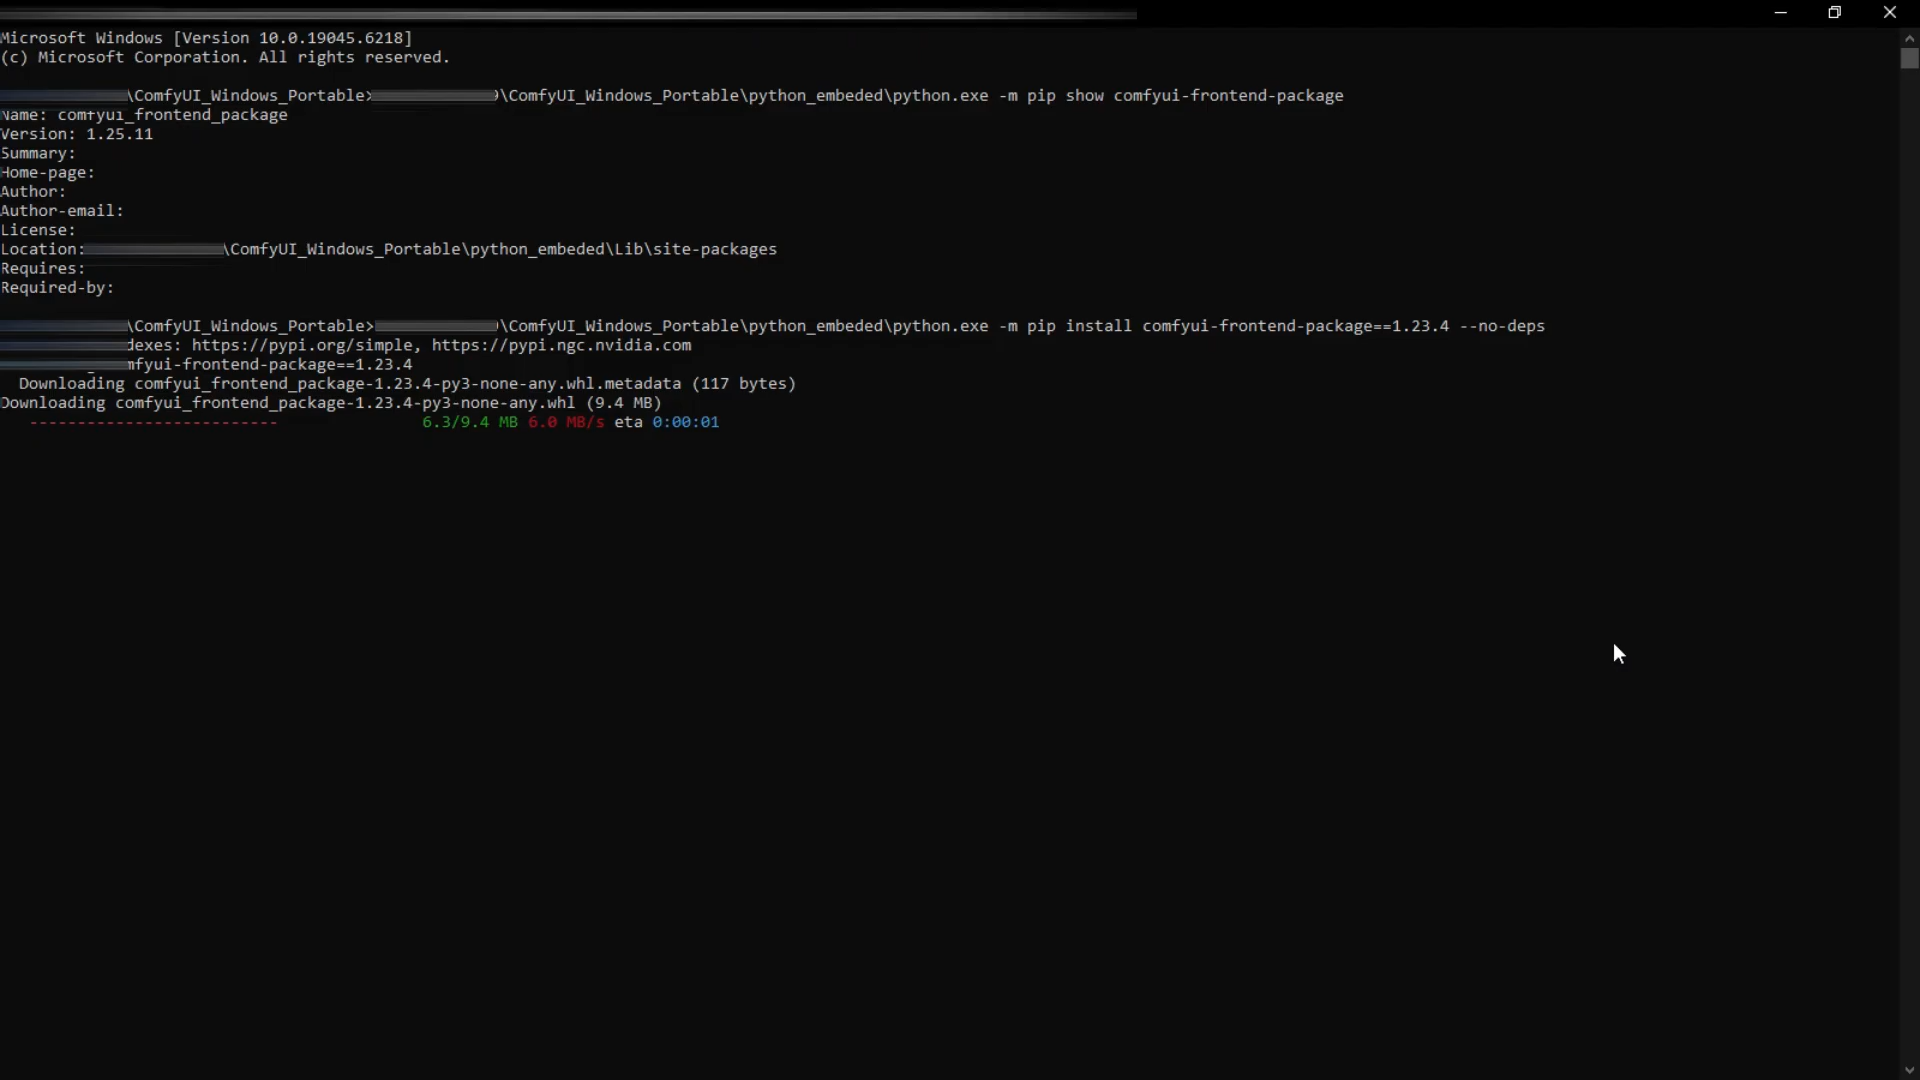 Microsoft Windows [Version 10.0.19045.6218]
(c) Microsoft Corporation. All rights reserved.
\ComfyUI_Windows_Portable> \ComfyUI_Windows_Portable\python_embeded\python.exe -m pip show comfyui-frontend-package
Name: comfyui_frontend_package
Version: 1.25.11
Summary:
Home-page:
Author:
Author-email:
License:
Location: \ComfyUI_Windows_Portable\python_embeded\Lib\site-packages
Requires:
Required-by:
\ComfyUI_Windows_Portable> \ComfyUI_Windows_Portable\python_embeded\python.exe -m pip install comfyui-frontend-package==1.23.4 --no-deps
dexes: https://pypi.org/simple, https://pypi.ngc.nvidia.com
mfyui-frontend-package==1.23.4
Downloading comfyui_frontend_package-1.23.4-py3-none-any.whl.metadata (117 bytes)
Downloading comfyui_frontend_package-1.23.4-py3-none-any.whl (9.4 MB)
-------------------------- 6.3/9.4 MB 6.0 MB/s eta 0:00:01